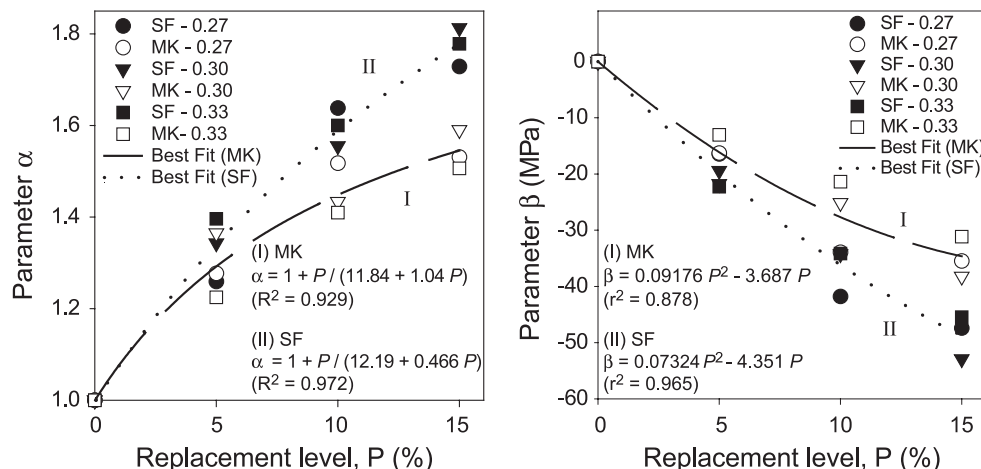 Parameter α
1.8
1.6
1.4
1.2
1.0
0
5
10
15
Replacement level, P (%)
SF - 0.27
MK - 0.27
SF - 0.30
MK - 0.30
SF - 0.33
MK - 0.33
Best Fit (MK)
Best Fit (SF)
II
I
(I) MK
α = 1 + P / (11.84 + 1.04 P)
(R² = 0.929)
(II) SF
α = 1 + P / (12.19 + 0.466 P)
(R² = 0.972)
Parameter β (MPa)
0
-10
-20
-30
-40
-50
-60
0
5
10
15
Replacement level, P (%)
SF - 0.27
MK - 0.27
SF - 0.30
MK - 0.30
SF - 0.33
MK - 0.33
Best Fit (MK)
Best Fit (SF)
I
II
(I) MK
β = 0.09176 P² - 3.687 P
(r² = 0.878)
(II) SF
β = 0.07324 P² - 4.351 P
(r² = 0.965)